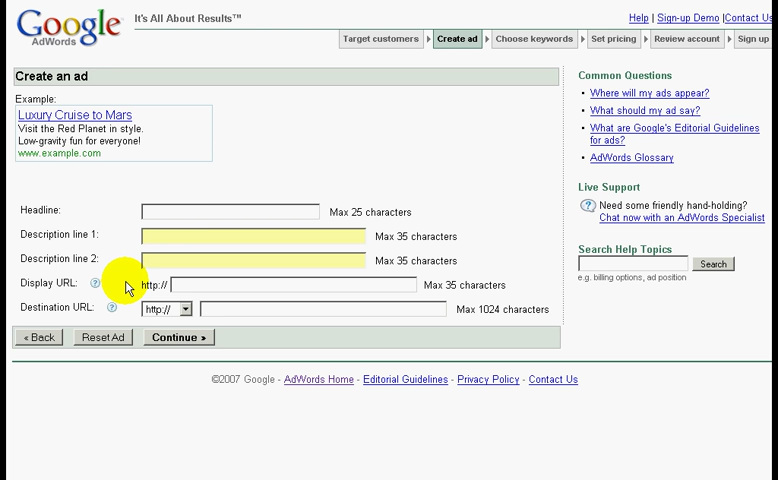 Google
AdWords
It's All About Results™
Help | Sign-up Demo |Contact Us
Target customers Create ad Choose keywords Set pricing Review account Sign up
Create an ad
Example:
Luxury Cruise to Mars
Visit the Red Planet in style.
Low-gravity fun for everyone!
www.example.com
Headline: Max 25 characters
Description line 1: Max 35 characters
Description line 2: Max 35 characters
Display URL: ? http:// Max 35 characters
Destination URL: ? http:// Max 1024 characters
« Back Reset Ad Continue »
Common Questions
Where will my ads appear?
What should my ad say?
What are Google's Editorial Guidelines
for ads?
AdWords Glossary
Live Support
? Need some friendly hand-holding?
Chat now with an AdWords Specialist
Search Help Topics
Search
e.g. billing options, ad position
©2007 Google - AdWords Home - Editorial Guidelines - Privacy Policy - Contact Us